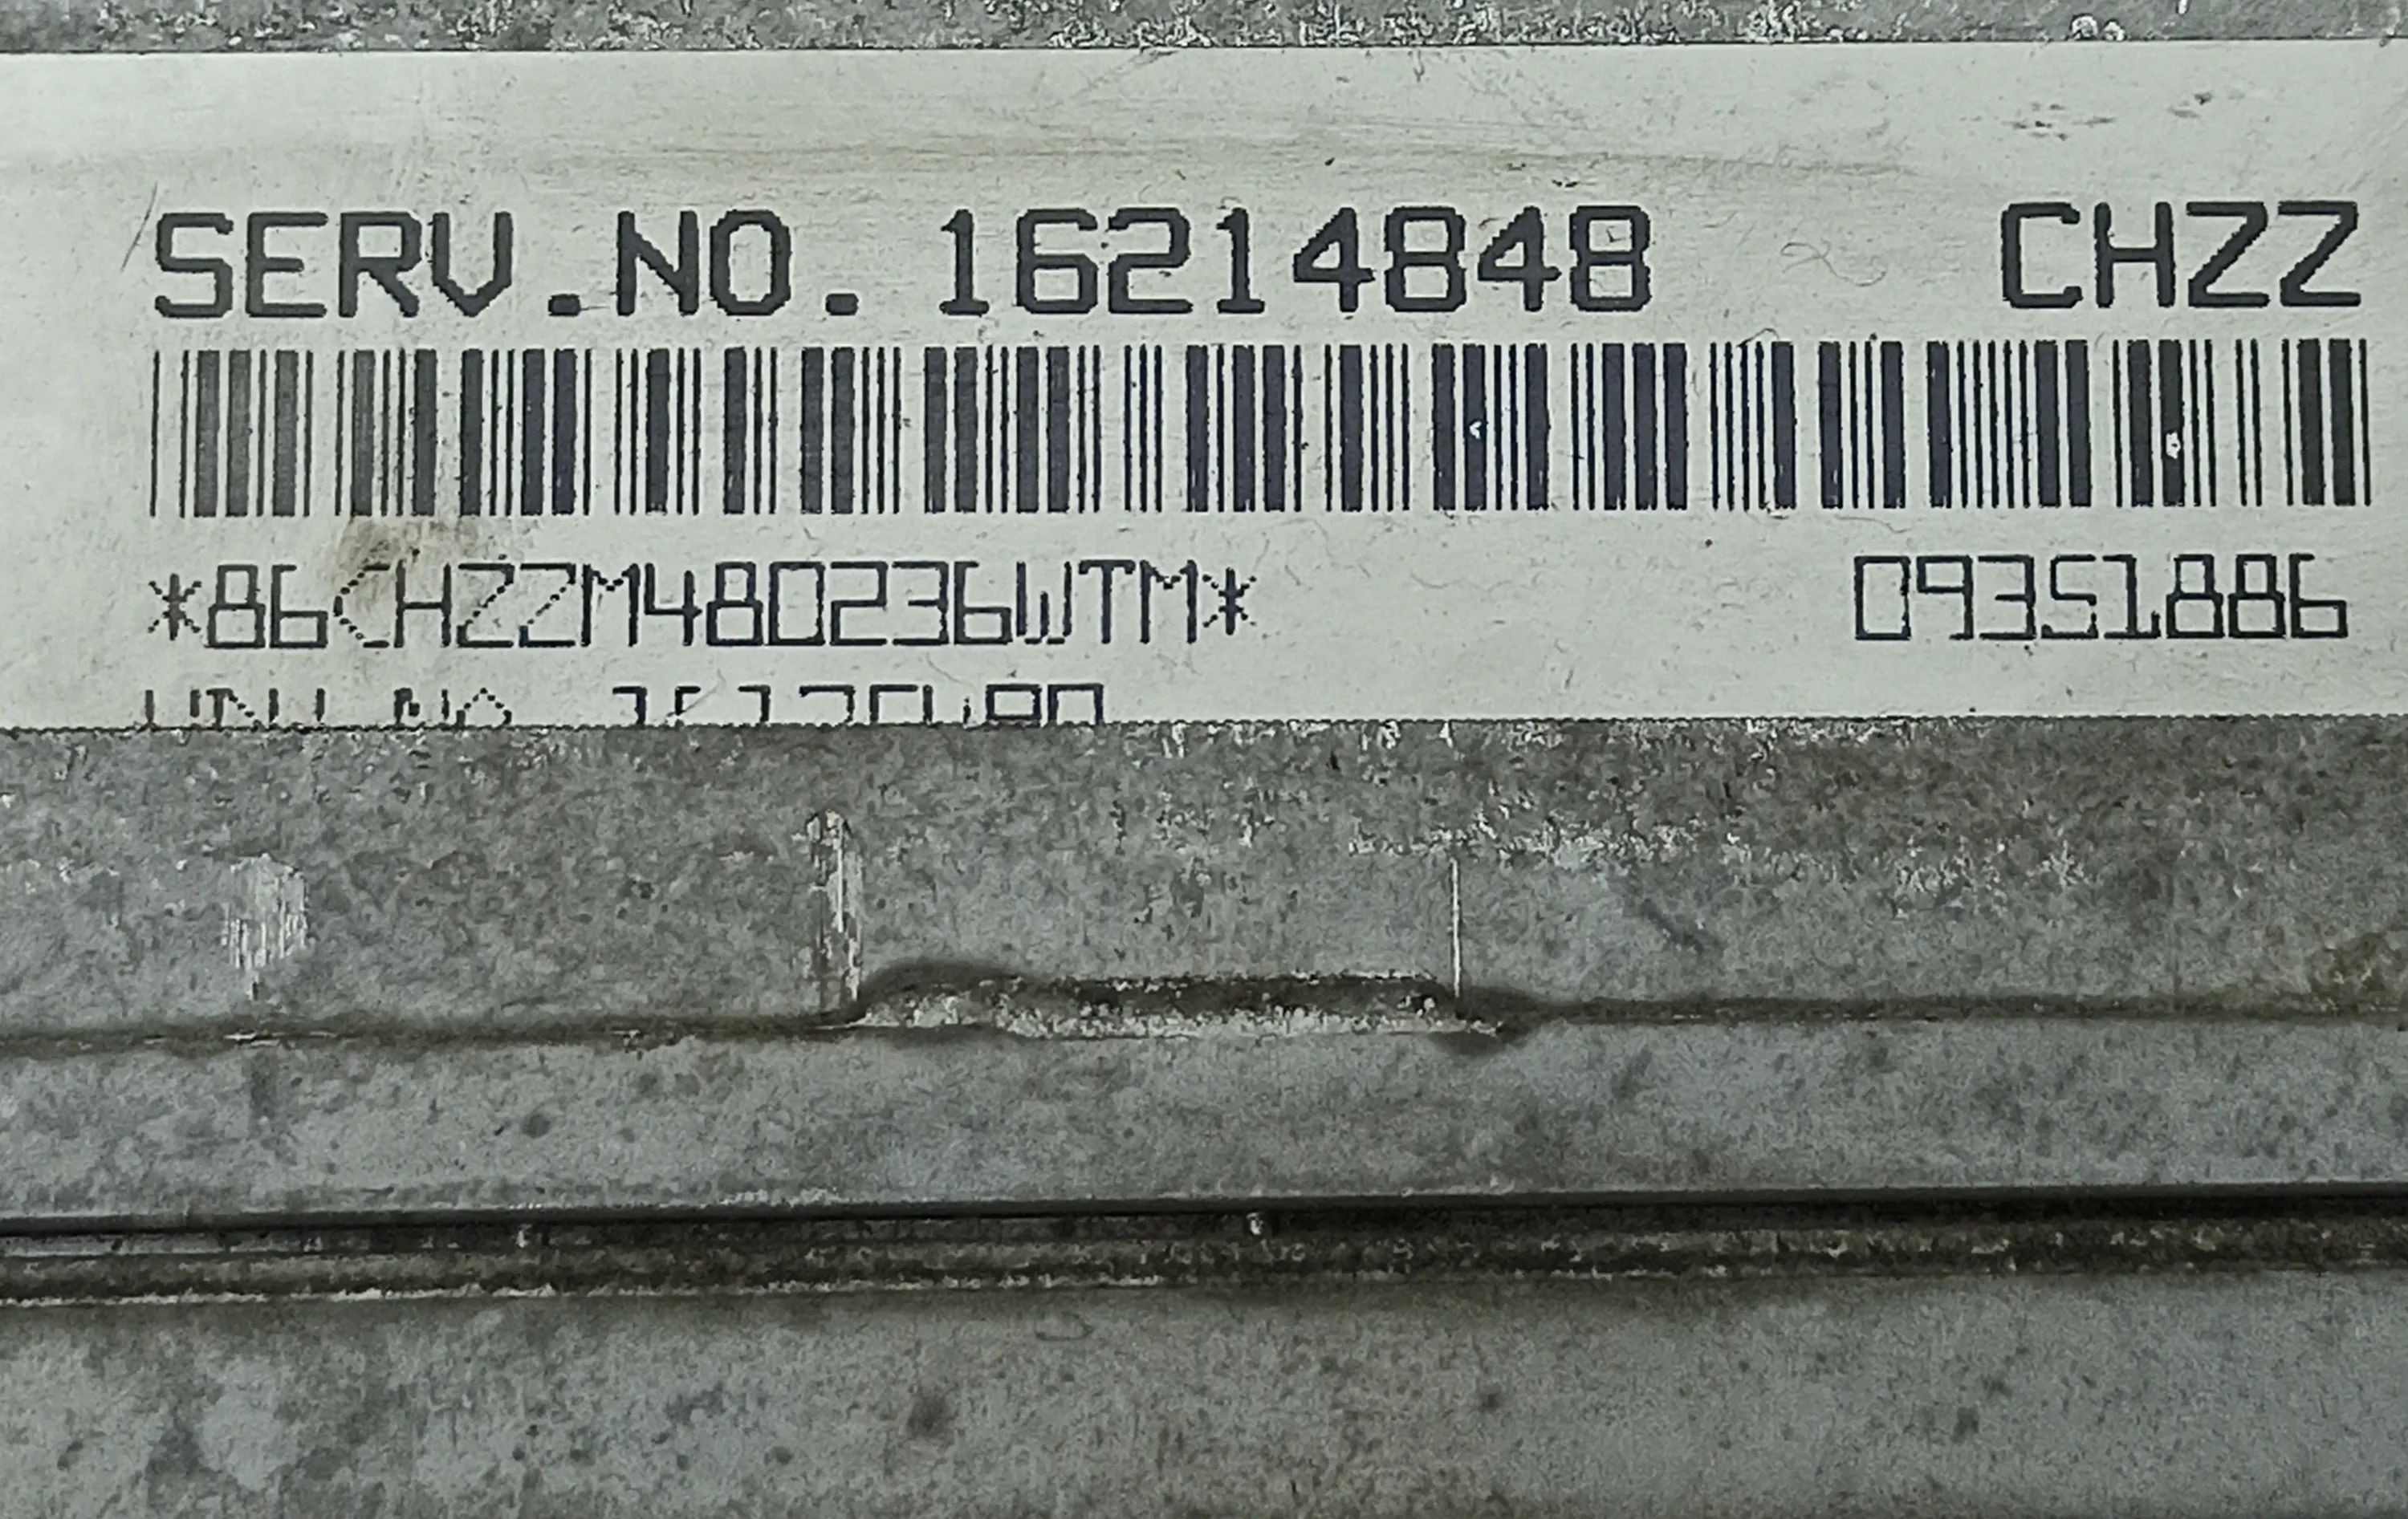 SERV.NO. 16214848 CHZZ
*86CHZZM480236WTM* 09351886